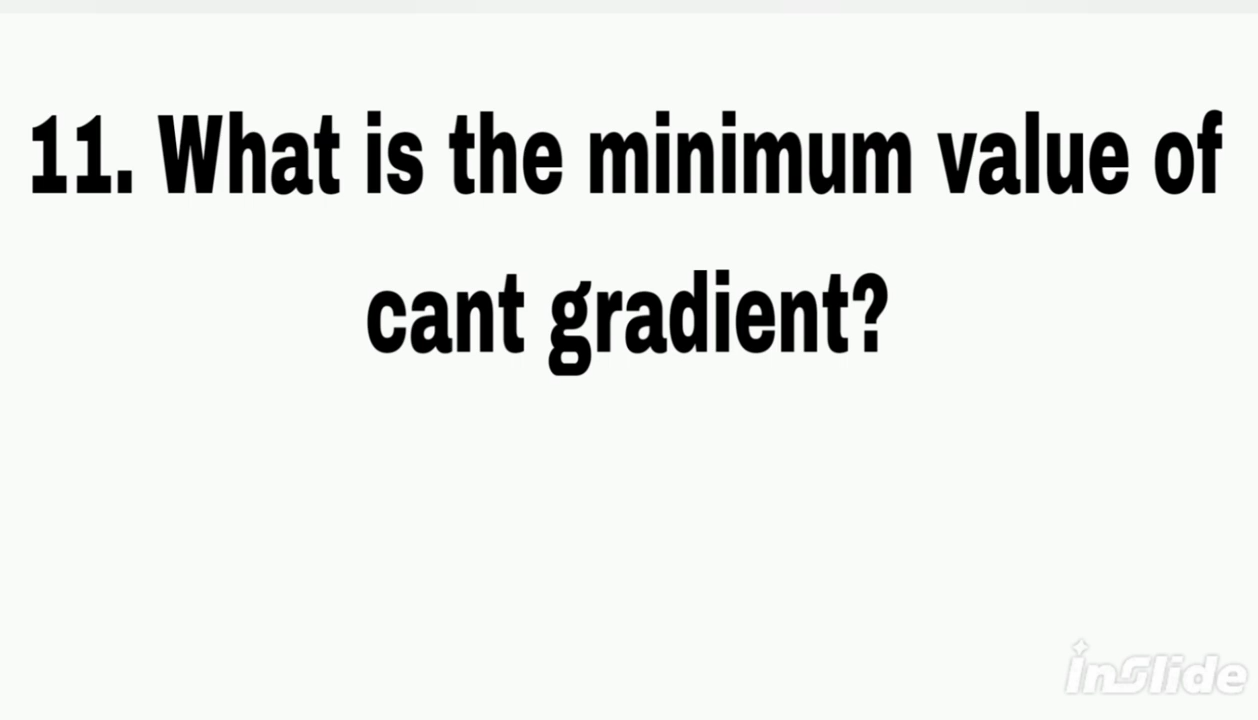 11. What is the minimum value of
cant gradient?
inSlide